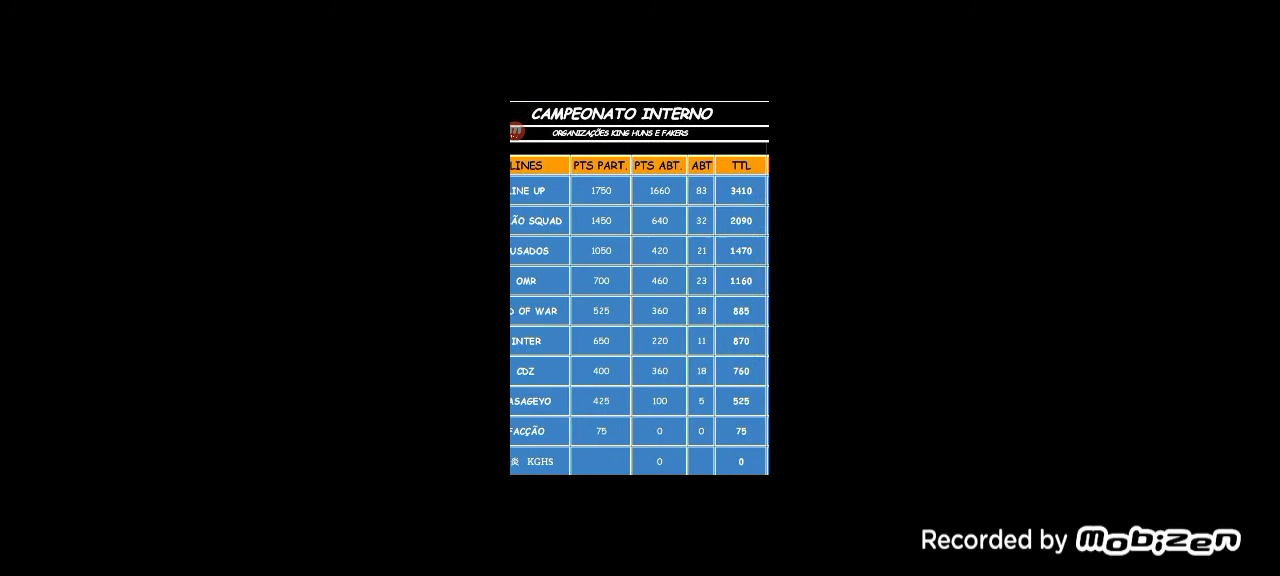 CAMPEONATO INTERNO
ORGANIZAÇÕES KING HUNS E FAKERS
LINES PTS PART. PTS ABT. ABT TTL
LINE UP 1750 1660 83 3410
ÃO SQUAD 1450 640 32 2090
USADOS 1050 420 21 1470
OMR 700 460 23 1160
D OF WAR 525 360 18 885
INTER 650 220 11 870
CDZ 400 360 18 760
ASAGEYO 425 100 5 525
FACÇÃO 75 0 0 75
KGHS 0 0
Recorded by mobizen